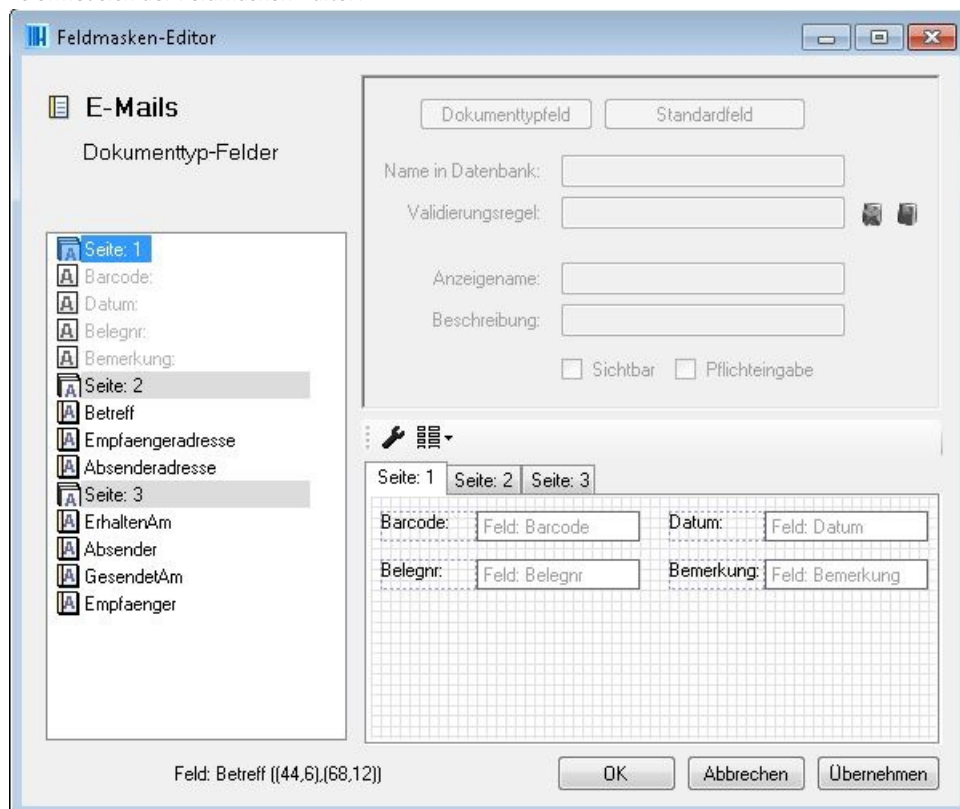 Feldmasken-Editor
E-Mails
Dokumenttyp-Felder
Dokumenttypfeld Standardfeld
Name in Datenbank:
Validierungsregel:
Anzeigename:
Beschreibung:
Sichtbar Pflichteingabe
Seite: 1
Barcode:
Datum:
Belegnr:
Bemerkung:
Seite: 2
Betreff
Empfaengeradresse
Absenderadresse
Seite: 3
ErhaltenAm
Absender
GesendetAm
Empfaenger
Seite: 1 Seite: 2 Seite: 3
Barcode: Feld: Barcode Datum: Feld: Datum
Belegnr: Feld: Belegnr Bemerkung: Feld: Bemerkung
Feld: Betreff ((44,6),(68,12))
OK Abbrechen Übernehmen